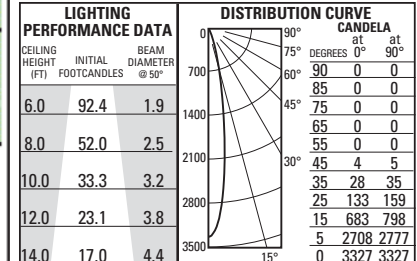 LIGHTING
PERFORMANCE DATA
CEILING HEIGHT (FT) INITIAL FOOTCANDLES BEAM DIAMETER @ 50°
6.0 92.4 1.9
8.0 52.0 2.5
10.0 33.3 3.2
12.0 23.1 3.8
14.0 17.0 4.4
DISTRIBUTION CURVE
0 90°
75°
700 60°
45°
1400
2100 30°
2800
3500 15°
CANDELA
at at
DEGREES 0° 90°
90 0 0
85 0 0
75 0 0
65 0 0
55 0 0
45 4 5
35 28 35
25 133 159
15 683 798
5 2708 2777
0 3327 3327